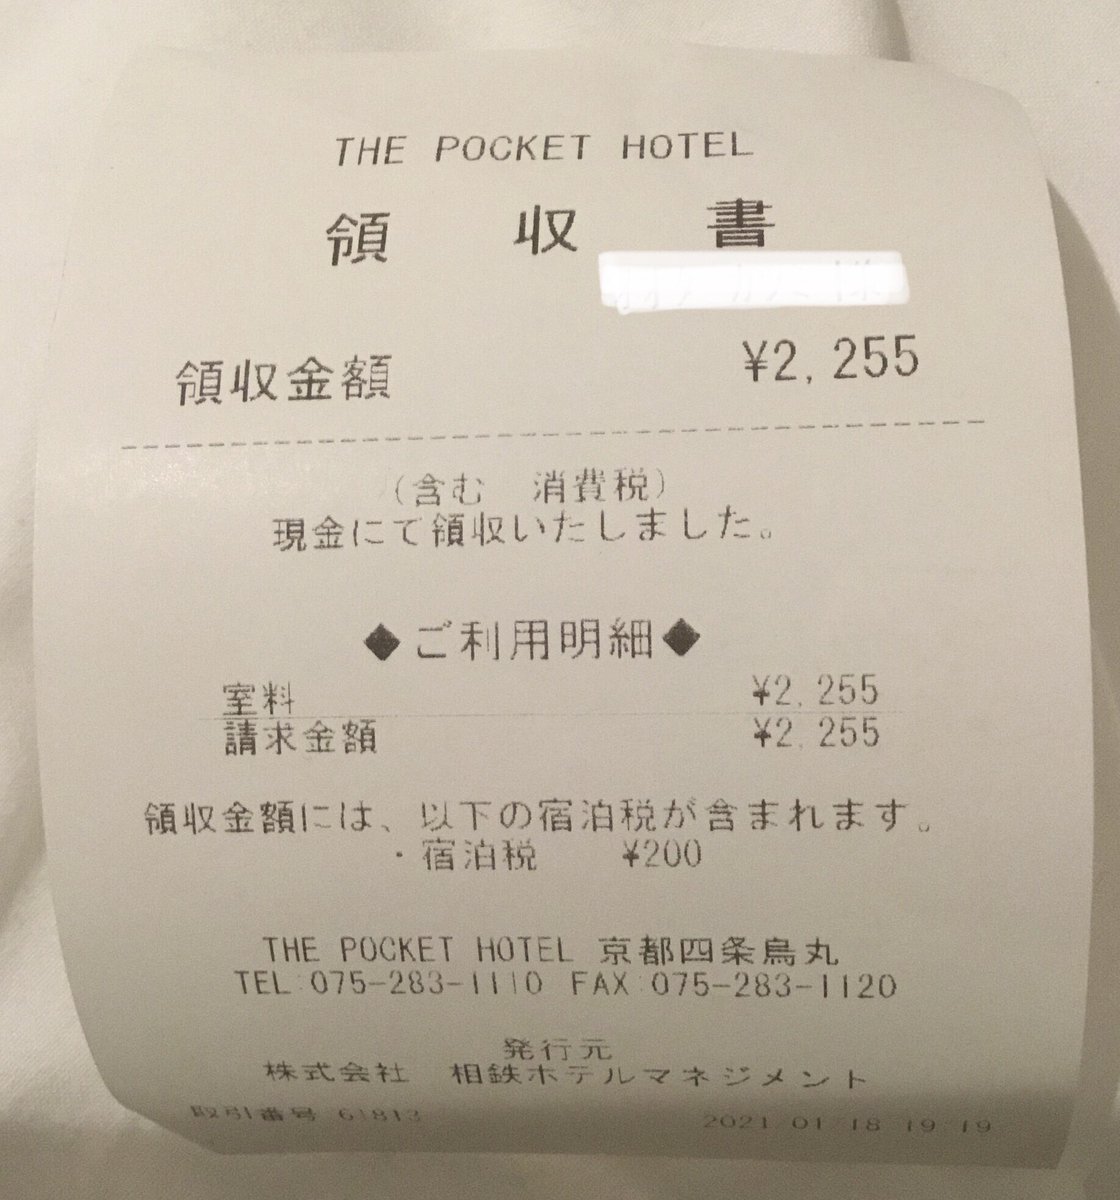 THE POCKET HOTEL
領 収 書
領収金額 ¥2,255
(含む 消費税)
現金にて領収いたしました。
◆ご利用明細◆
室料 ¥2,255
請求金額 ¥2,255
領収金額には、以下の宿泊税が含まれます。
・宿泊税 ¥200
THE POCKET HOTEL 京都四条烏丸
TEL:075-283-1110 FAX:075-283-1120
発行元
株式会社 相鉄ホテルマネジメント
取引番号 61813
2021 01 18 19 19